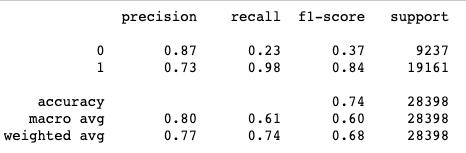 precision recall f1-score support
0 0.87 0.23 0.37 9237
1 0.73 0.98 0.84 19161
accuracy 0.74 28398
macro avg 0.80 0.61 0.60 28398
weighted avg 0.77 0.74 0.68 28398